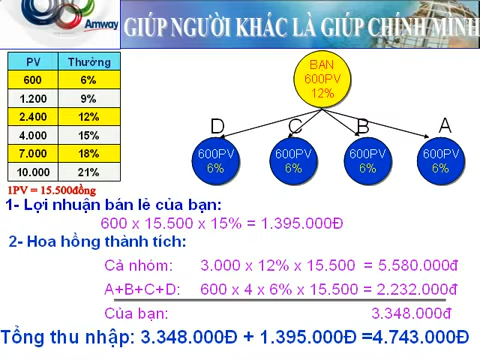 Amway
GIÚP NGƯỜI KHÁC LÀ GIÚP CHÍNH MÌNH
PV Thưởng
600 6%
1.200 9%
2.400 12%
4.000 15%
7.000 18%
10.000 21%
1PV = 15.500đồng
BẠN
600PV
12%
D C B A
600PV 600PV 600PV 600PV
6% 6% 6% 6%
1- Lợi nhuận bán lẻ của bạn:
600 x 15.500 x 15% = 1.395.000Đ
2- Hoa hồng thành tích:
Cả nhóm: 3.000 x 12% x 15.500 = 5.580.000đ
A+B+C+D: 600 x 4 x 6% x 15.500 = 2.232.000đ
Của bạn: 3.348.000đ
Tổng thu nhập: 3.348.000Đ + 1.395.000Đ =4.743.000Đ